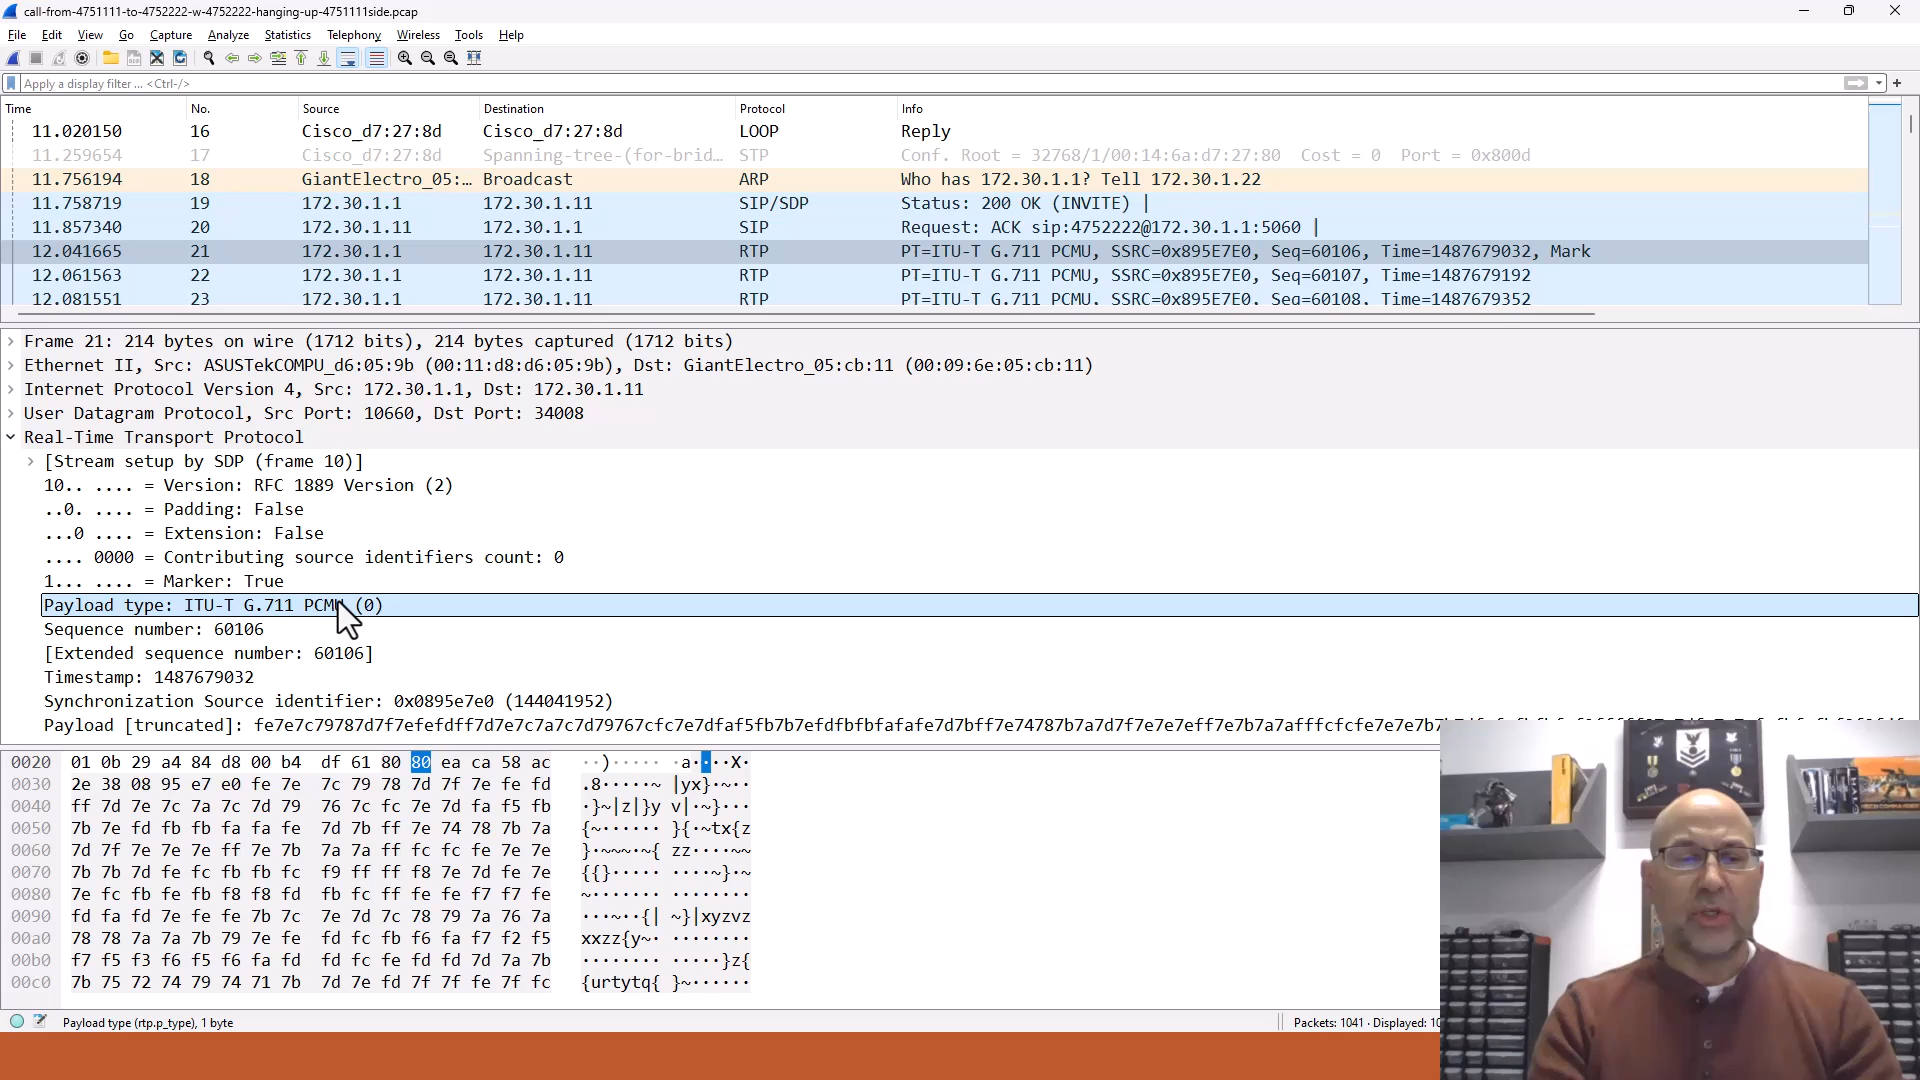 call-from-4751111-to-4752222-w-4752222-hanging-up-4751111side.pcap
File Edit View Go Capture Analyze Statistics Telephony Wireless Tools Help
Apply a display filter ... <Ctrl-/>
Time No. Source Destination Protocol Info
11.020150 16 Cisco_d7:27:8d Cisco_d7:27:8d LOOP Reply
11.259654 17 Cisco_d7:27:8d Spanning-tree-(for-brid... STP Conf. Root = 32768/1/00:14:6a:d7:27:80 Cost = 0 Port = 0x800d
11.756194 18 GiantElectro_05:... Broadcast ARP Who has 172.30.1.1? Tell 172.30.1.22
11.758719 19 172.30.1.1 172.30.1.11 SIP/SDP Status: 200 OK (INVITE) |
11.857340 20 172.30.1.11 172.30.1.1 SIP Request: ACK sip:4752222@172.30.1.1:5060 |
12.041665 21 172.30.1.1 172.30.1.11 RTP PT=ITU-T G.711 PCMU, SSRC=0x895E7E0, Seq=60106, Time=1487679032, Mark
12.061563 22 172.30.1.1 172.30.1.11 RTP PT=ITU-T G.711 PCMU, SSRC=0x895E7E0, Seq=60107, Time=1487679192
12.081551 23 172.30.1.1 172.30.1.11 RTP PT=ITU-T G.711 PCMU, SSRC=0x895E7E0, Seq=60108, Time=1487679352
Frame 21: 214 bytes on wire (1712 bits), 214 bytes captured (1712 bits)
Ethernet II, Src: ASUSTekCOMPU_d6:05:9b (00:11:d8:d6:05:9b), Dst: GiantElectro_05:cb:11 (00:09:6e:05:cb:11)
Internet Protocol Version 4, Src: 172.30.1.1, Dst: 172.30.1.11
User Datagram Protocol, Src Port: 10660, Dst Port: 34008
Real-Time Transport Protocol
[Stream setup by SDP (frame 10)]
10.. .... = Version: RFC 1889 Version (2)
..0. .... = Padding: False
...0 .... = Extension: False
.... 0000 = Contributing source identifiers count: 0
1... .... = Marker: True
Payload type: ITU-T G.711 PCMU (0)
Sequence number: 60106
[Extended sequence number: 60106]
Timestamp: 1487679032
Synchronization Source identifier: 0x0895e7e0 (144041952)
Payload [truncated]: fe7e7c79787d7f7efefdff7d7e7c7a7c7d79767cfc7e7dfaf5fb7b7efdfbfbfafafe7d7bff7e74787b7a7d7f7e7e7eff7e7b7a7afffcfcfe7e7e7b
0020 01 0b 29 a4 84 d8 00 b4 df 61 80 80 ea ca 58 ac ··)····· ·a····X·
0030 2e 38 08 95 e7 e0 fe 7e 7c 79 78 7d 7f 7e fe fd .8·····~ |yx}·~··
0040 ff 7d 7e 7c 7a 7c 7d 79 76 7c fc 7e 7d fa f5 fb ·}~|z|}y v|·~}···
0050 7b 7e fd fb fb fa fa fe 7d 7b ff 7e 74 78 7b 7a {~······ }{·~tx{z
0060 7d 7f 7e 7e 7e ff 7e 7b 7a 7a ff fc fc fe 7e 7e }·~~~·~{ zz····~~
0070 7b 7b 7d fe fc fb fb fc f9 ff ff f8 7e 7d fe 7e {{}····· ····~}·~
0080 7e fc fb fe fb f8 f8 fd fb fc ff fe fe f7 f7 fe ~······· ········
0090 fd fa fd 7e fe fe 7b 7c 7e 7d 7c 78 79 7a 76 7a ···~··{| ~}|xyzvz
00a0 78 78 7a 7a 7b 79 7e fe fd fc fb f6 fa f7 f2 f5 xxzz{y~· ········
00b0 f7 f5 f3 f6 f5 f6 fa fd fd fc fe fd fd 7d 7a 7b ········ ·····}z{
00c0 7b 75 72 74 79 74 71 7b 7d 7e fd 7f 7f fe 7f fc {urtytq{ }~······
Payload type (rtp.p_type), 1 byte
Packets: 1041 · Displayed: